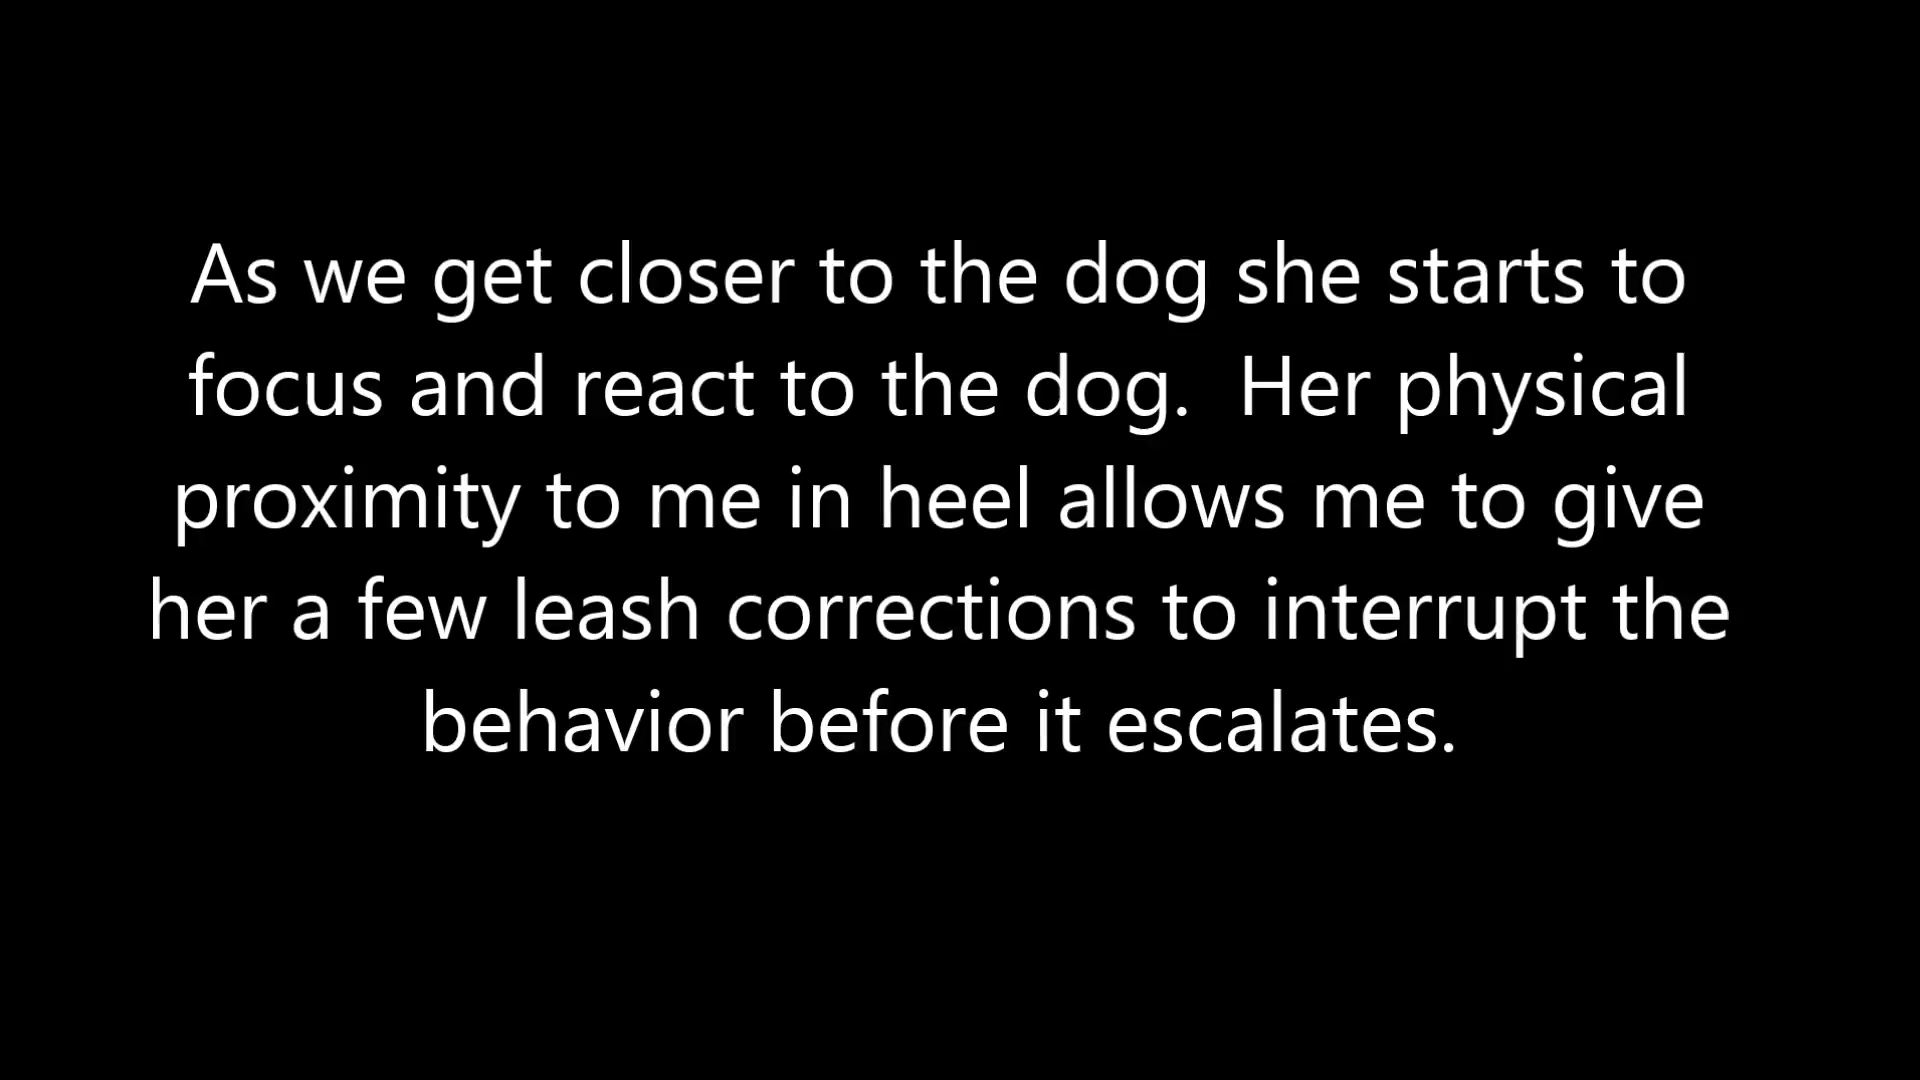 As we get closer to the dog she starts to
focus and react to the dog.  Her physical
proximity to me in heel allows me to give
her a few leash corrections to interrupt the
behavior before it escalates.